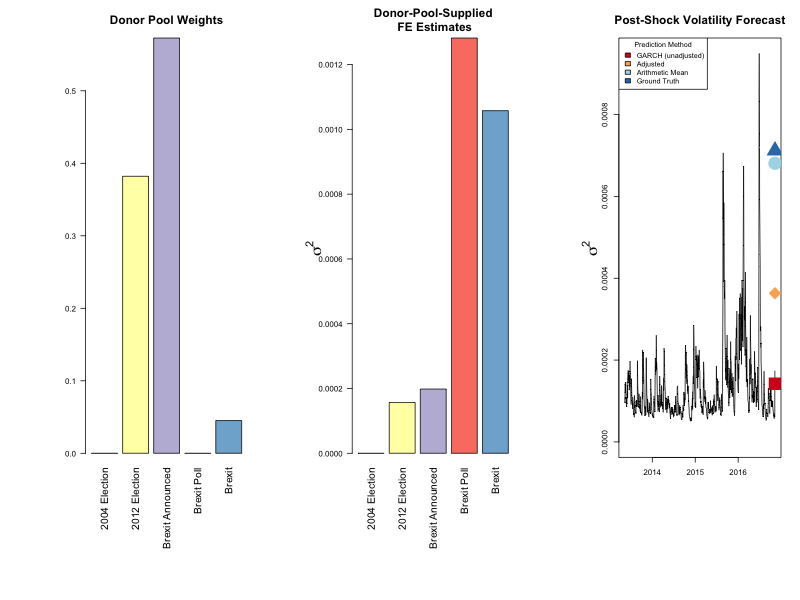 Donor Pool Weights
0.5
0.4
0.3
0.2
0.1
0.0
2004 Election
2012 Election
Brexit Announced
Brexit Poll
Brexit
Donor-Pool-Supplied
FE Estimates
σ2
0.0012
0.0010
0.0008
0.0006
0.0004
0.0002
0.0000
2004 Election
2012 Election
Brexit Announced
Brexit Poll
Brexit
Post-Shock Volatility Forecast
Prediction Method
GARCH (unadjusted)
Adjusted
Arithmetic Mean
Ground Truth
σ2
0.0008
0.0006
0.0004
0.0002
0.0000
2014
2015
2016